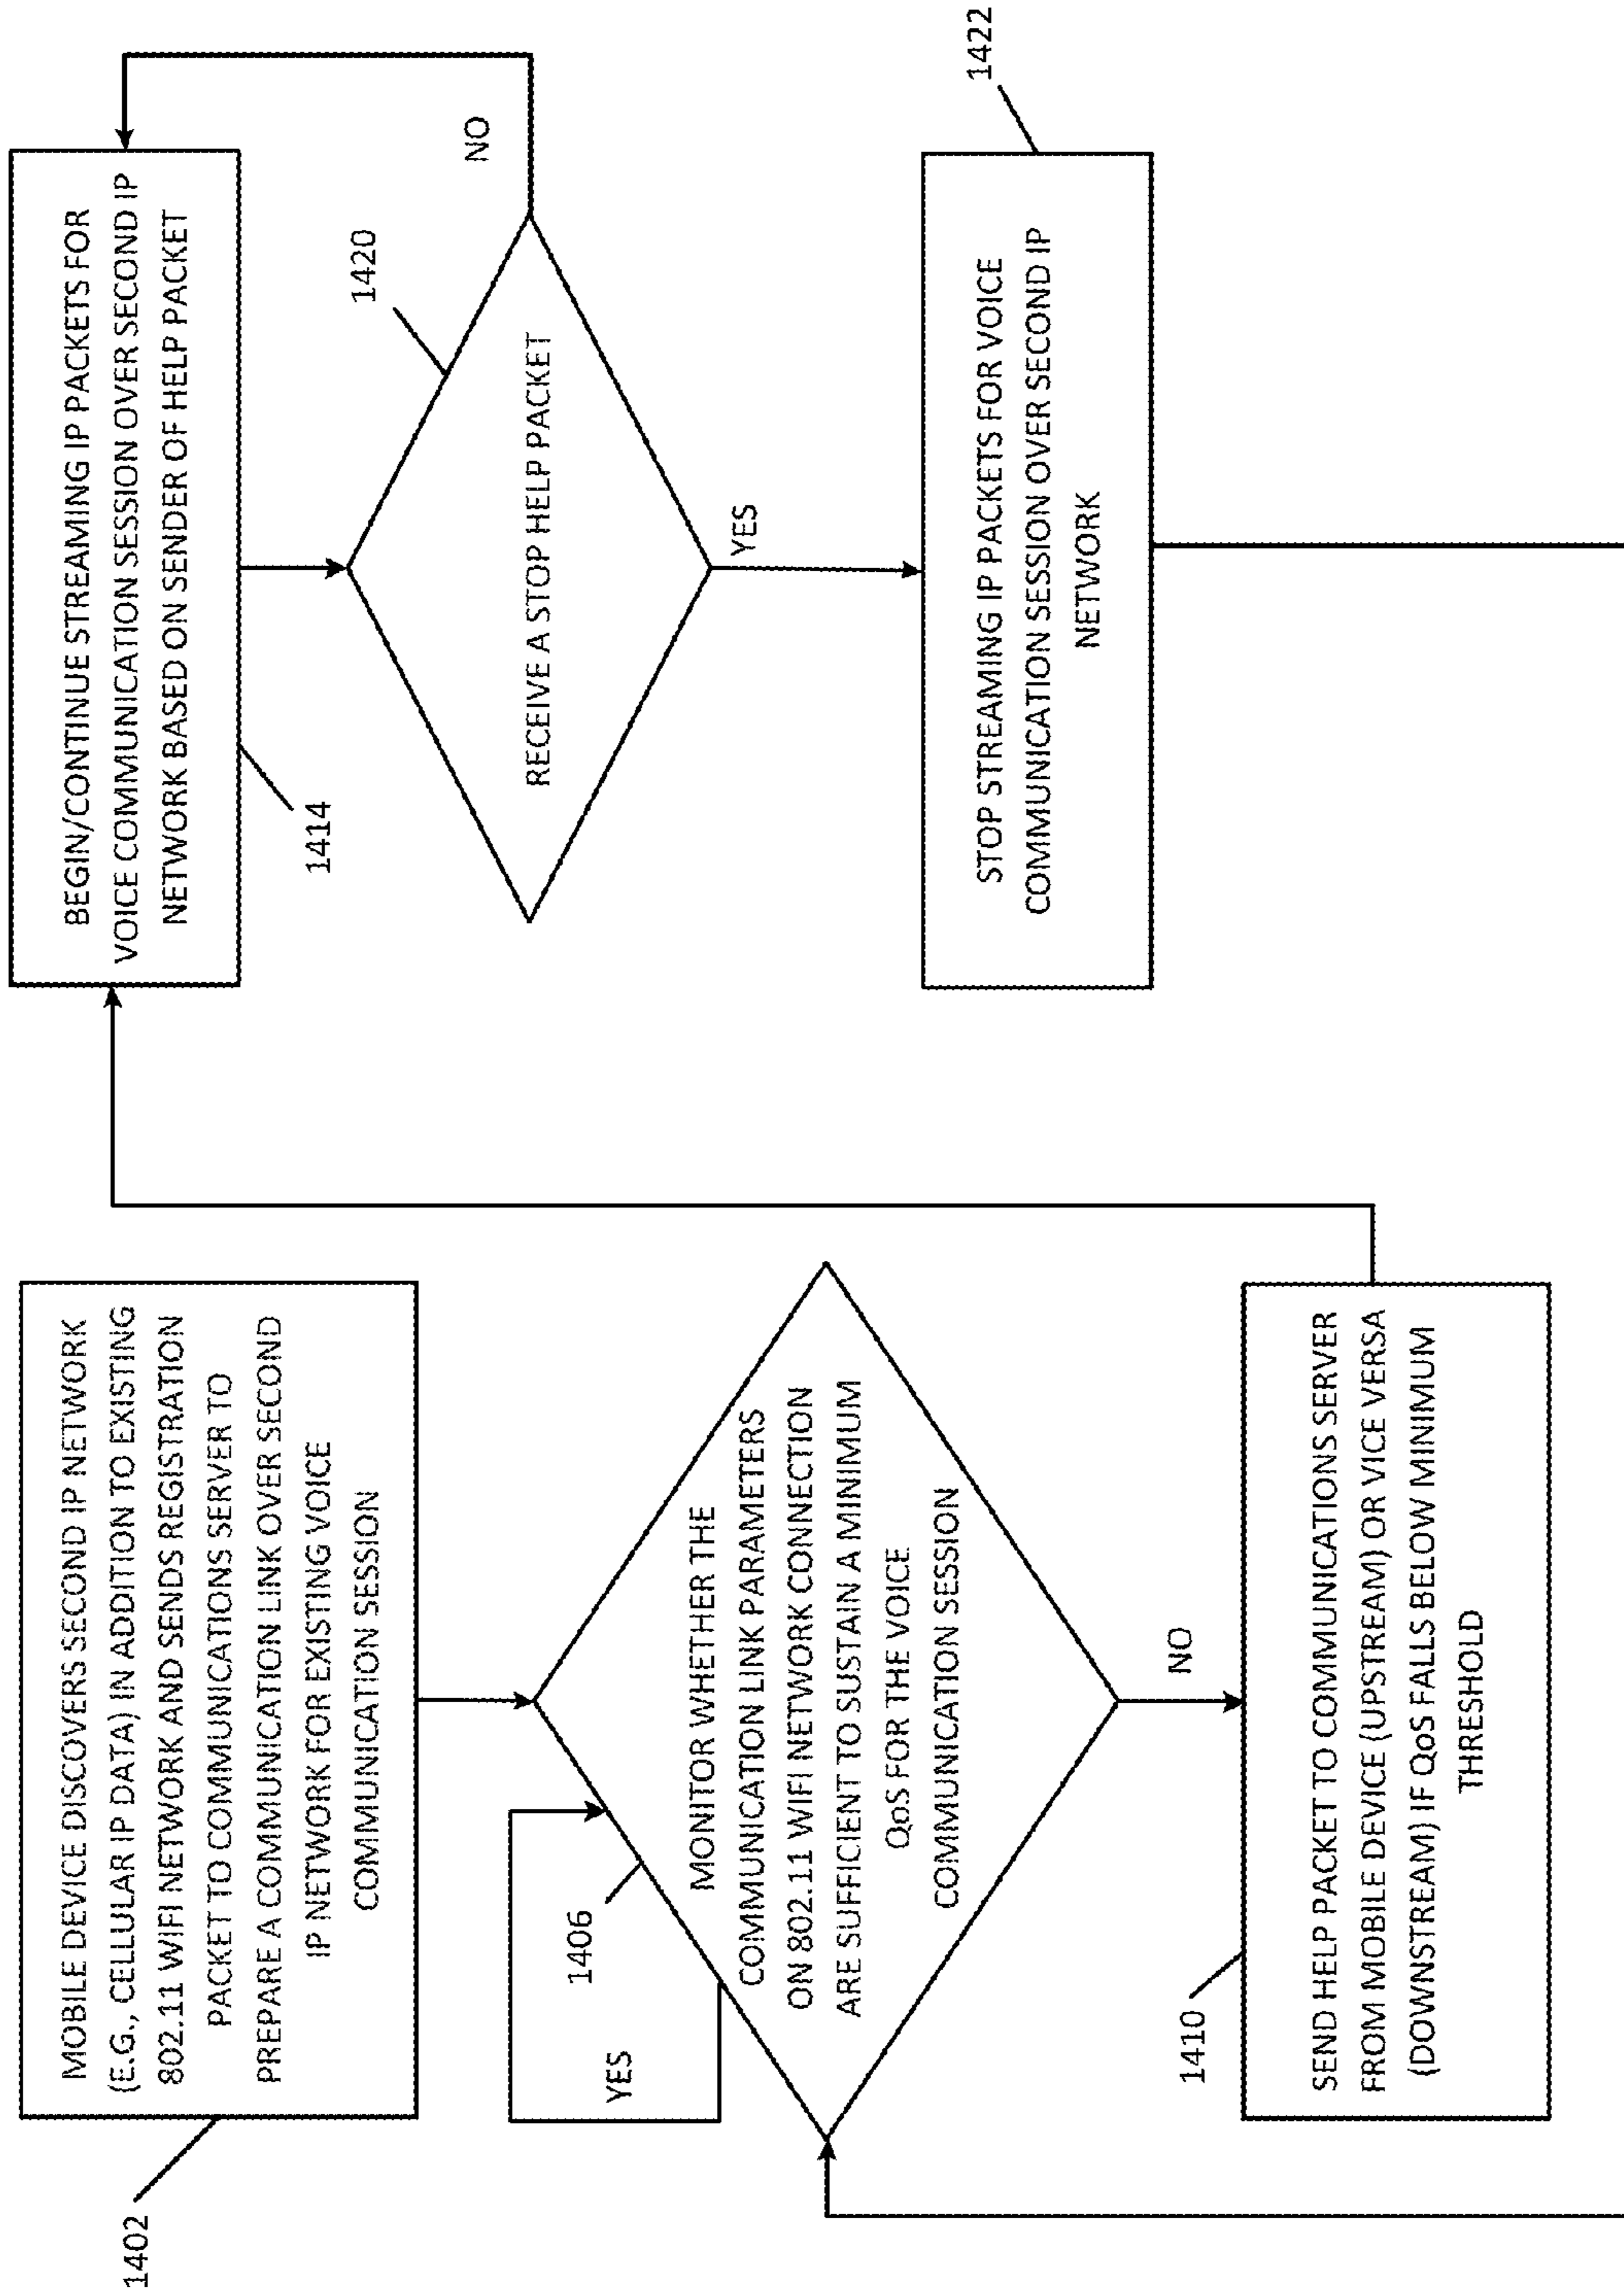 1402
MOBILE DEVICE DISCOVERS SECOND IP NETWORK
(E.G., CELLULAR IP DATA) IN ADDITION TO EXISTING
802.11 WIFI NETWORK AND SENDS REGISTRATION
PACKET TO COMMUNICATIONS SERVER TO
PREPARE A COMMUNICATION LINK OVER SECOND
IP NETWORK FOR EXISTING VOICE
COMMUNICATION SESSION
YES
1406
MONITOR WHETHER THE
COMMUNICATION LINK PARAMETERS
ON 802.11 WIFI NETWORK CONNECTION
ARE SUFFICIENT TO SUSTAIN A MINIMUM
QoS FOR THE VOICE
COMMUNICATION SESSION
NO
1410
SEND HELP PACKET TO COMMUNICATIONS SERVER
FROM MOBILE DEVICE (UPSTREAM) OR VICE VERSA
(DOWNSTREAM) IF QoS FALLS BELOW MINIMUM
THRESHOLD
BEGIN/CONTINUE STREAMING IP PACKETS FOR
VOICE COMMUNICATION SESSION OVER SECOND IP
NETWORK BASED ON SENDER OF HELP PACKET
1414
1420
RECEIVE A STOP HELP PACKET
NO
YES
STOP STREAMING IP PACKETS FOR VOICE
COMMUNICATION SESSION OVER SECOND IP
NETWORK
1422